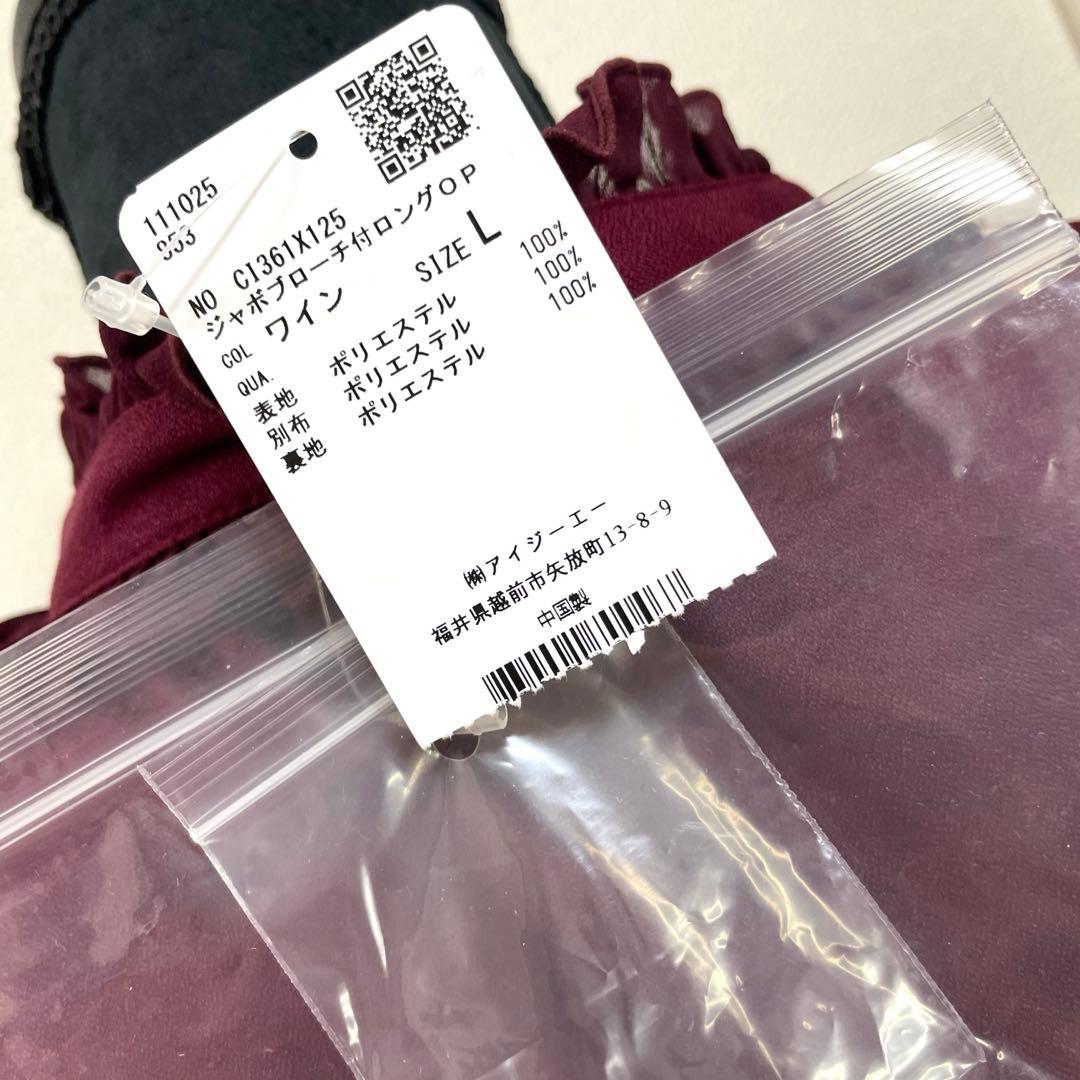 111025
853
NO CI361X125
ジャボブローチ付ロングOP
COL ワイン SIZE L
QUA.
表地 ポリエステル 100%
別布 ポリエステル 100%
裏地 ポリエステル 100%
㈱アイジーエー
福井県越前市矢放町13-8-9
中国製